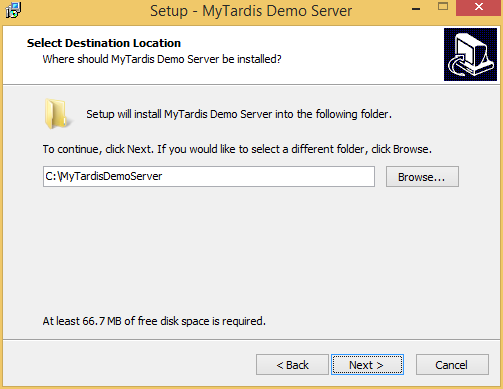 Setup - MyTardis Demo Server
Select Destination Location
Where should MyTardis Demo Server be installed?
Setup will install MyTardis Demo Server into the following folder.
To continue, click Next. If you would like to select a different folder, click Browse.
C:\MyTardisDemoServer
Browse...
At least 66.7 MB of free disk space is required.
< Back
Next >
Cancel